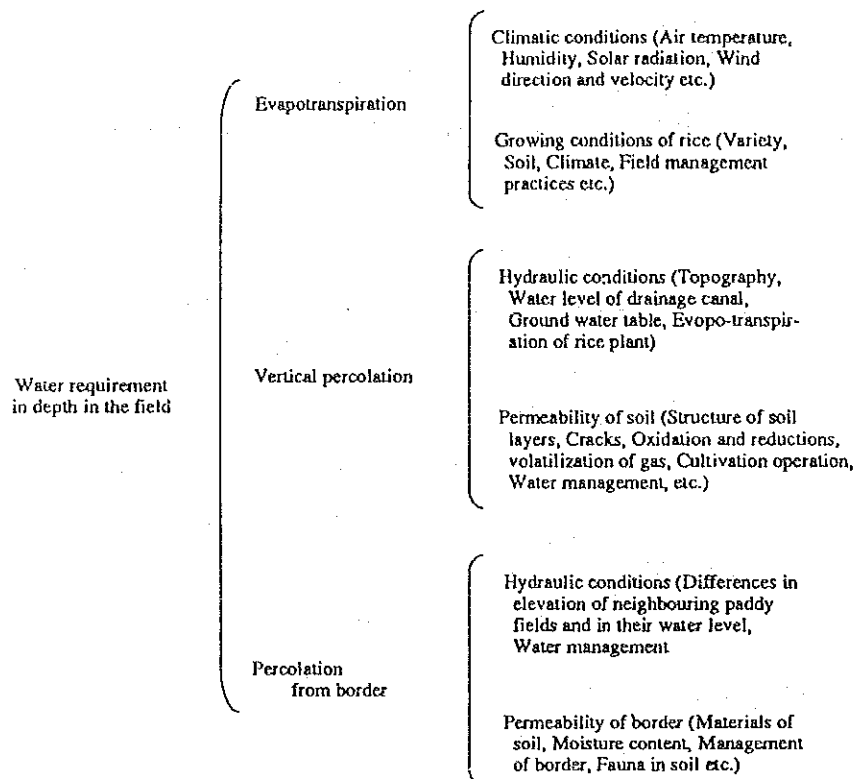 Climatic conditions (Air temperature,
Humidity, Solar radiation, Wind
direction and velocity etc.)
Evapotranspiration
Growing conditions of rice (Variety,
Soil, Climate, Field management
practices etc.)
Hydraulic conditions (Topography,
Water level of drainage canal,
Ground water table, Evopo-transpir-
ation of rice plant)
Water requirement
in depth in the field
Vertical percolation
Permeability of soil (Structure of soil
layers, Cracks, Oxidation and reductions,
volatilization of gas, Cultivation operation,
Water management, etc.)
Hydraulic conditions (Differences in
elevation of neighbouring paddy
fields and in their water level,
Water management
Percolation
from border
Permeability of border (Materials of
soil, Moisture content, Management
of border, Fauna in soil etc.)